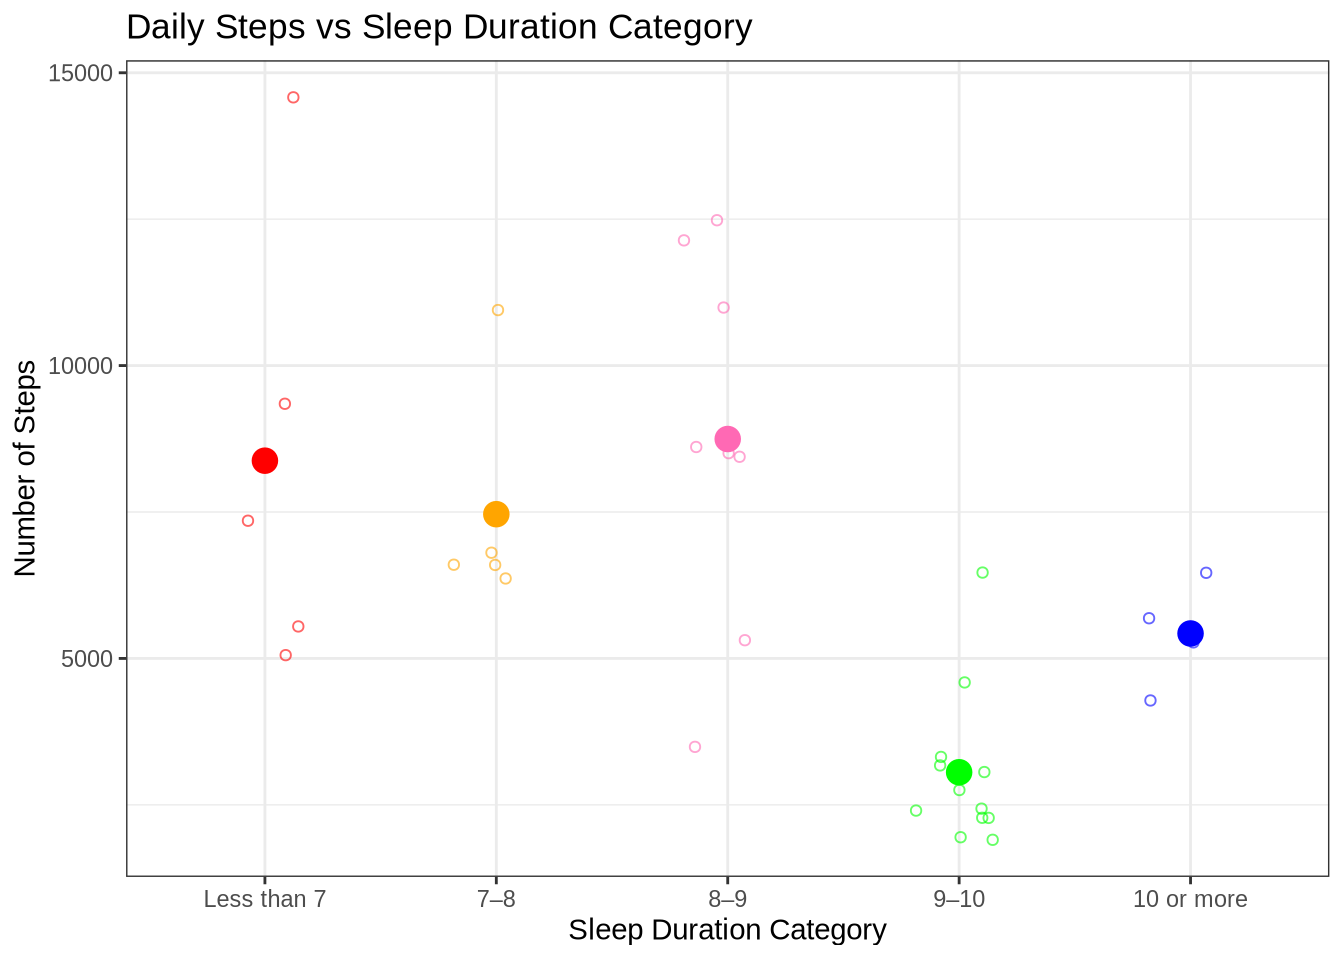 Daily Steps vs Sleep Duration Category
15000
10000
5000
Number of Steps
Less than 7
7–8
8–9
9–10
10 or more
Sleep Duration Category